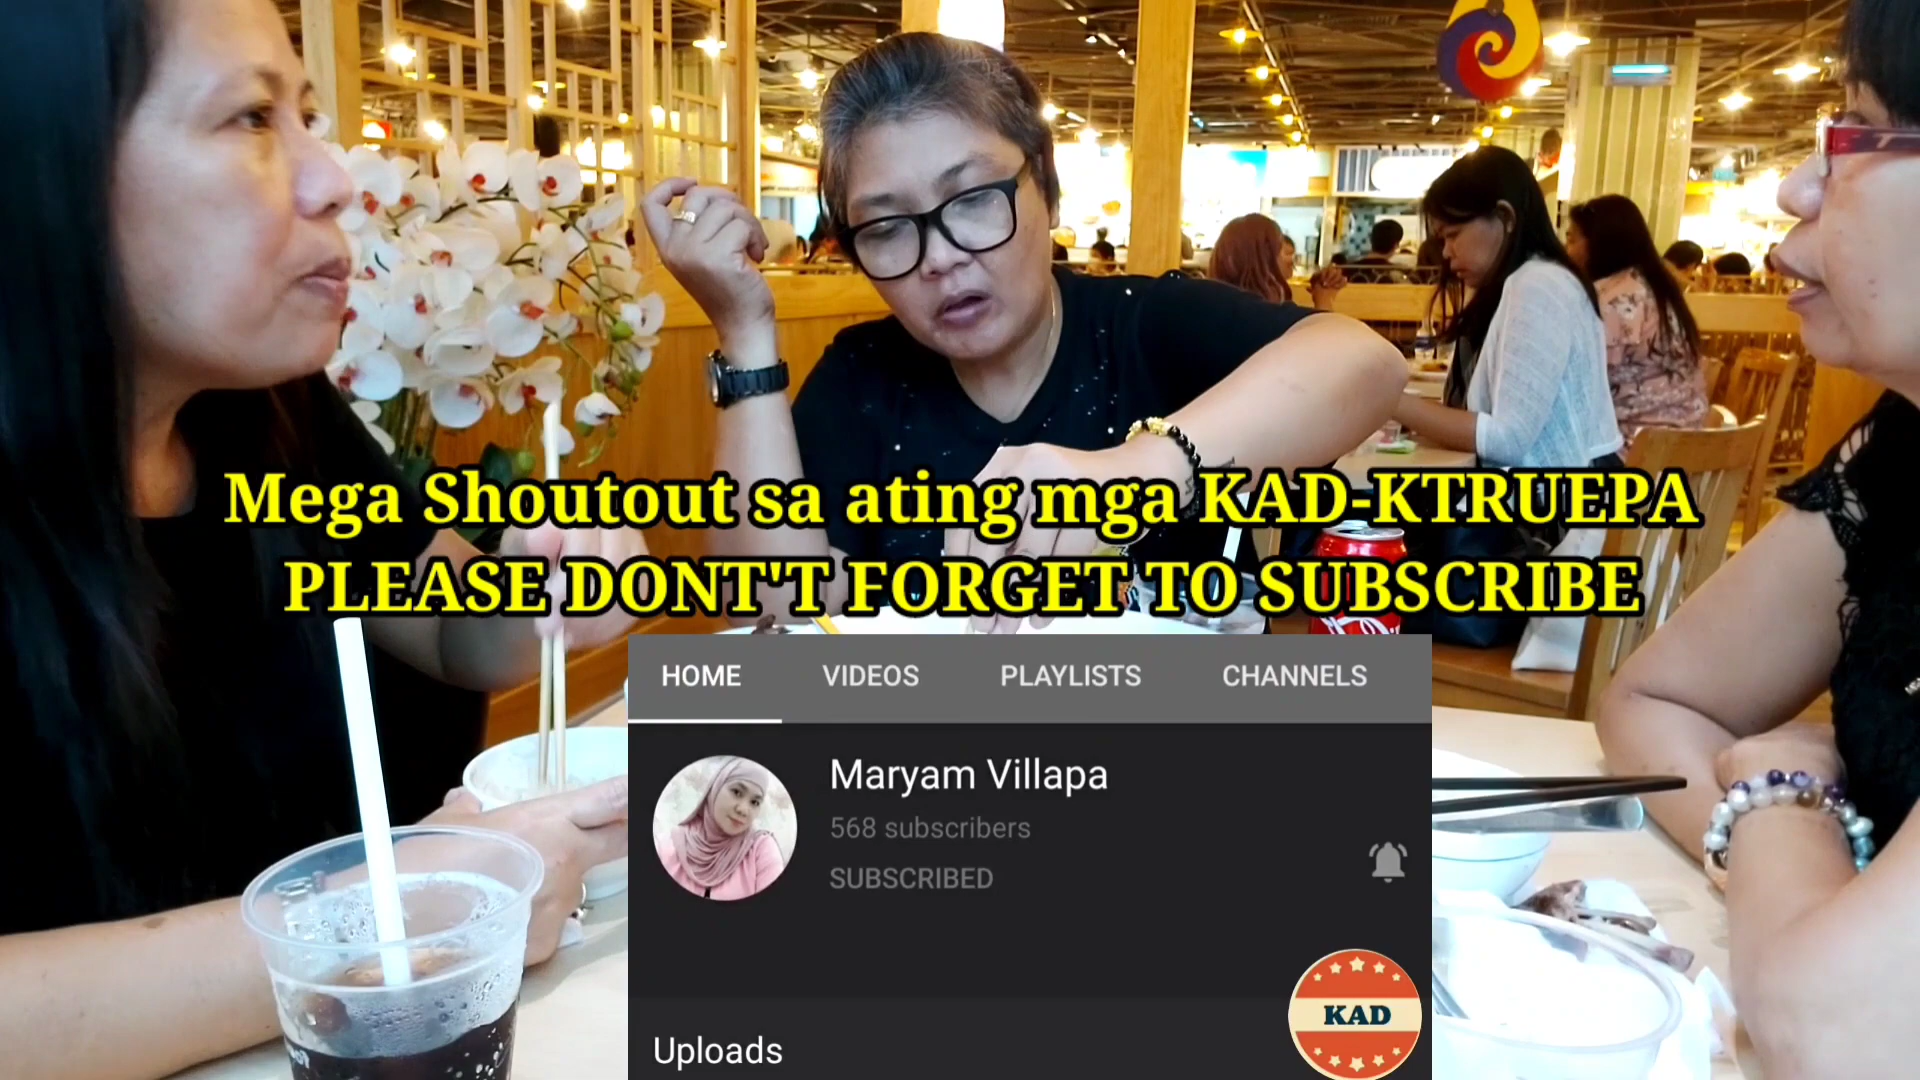 Mega Shoutout sa ating mga KAD-KTRUEPA
PLEASE DONT'T FORGET TO SUBSCRIBE
HOME VIDEOS PLAYLISTS CHANNELS
Maryam Villapa
568 subscribers
SUBSCRIBED
Uploads
KAD